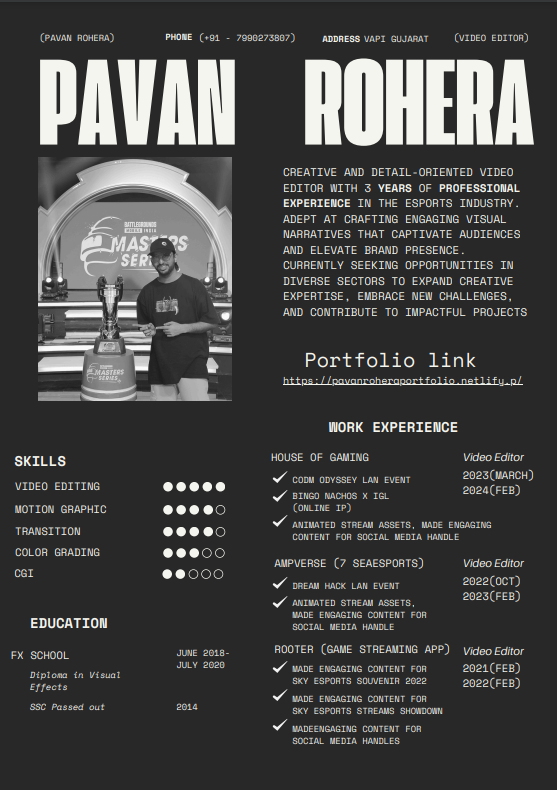 (PAVAN ROHERA) PHONE (+91 - 7990273807) ADDRESS VAPI GUJARAT (VIDEO EDITOR)
PAVAN ROHERA
BATTLEGROUNDS
MOBILE INDIA
MASTERS
SERIES
MASTERS
SERIES
CREATIVE AND DETAIL-ORIENTED VIDEO
EDITOR WITH 3 YEARS OF PROFESSIONAL
EXPERIENCE IN THE ESPORTS INDUSTRY.
ADEPT AT CRAFTING ENGAGING VISUAL
NARRATIVES THAT CAPTIVATE AUDIENCES
AND ELEVATE BRAND PRESENCE.
CURRENTLY SEEKING OPPORTUNITIES IN
DIVERSE SECTORS TO EXPAND CREATIVE
EXPERTISE, EMBRACE NEW CHALLENGES,
AND CONTRIBUTE TO IMPACTFUL PROJECTS
Portfolio link
https://pavanroheraportfolio.netlify.p/
SKILLS
VIDEO EDITING
MOTION GRAPHIC
TRANSITION
COLOR GRADING
CGI
EDUCATION
FX SCHOOL JUNE 2018-
JULY 2020
Diploma in Visual
Effects
SSC Passed out 2014
WORK EXPERIENCE
HOUSE OF GAMING Video Editor
2023(MARCH)
2024(FEB)
CODM ODYSSEY LAN EVENT
BINGO NACHOS X IGL
(ONLINE IP)
ANIMATED STREAM ASSETS, MADE ENGAGING
CONTENT FOR SOCIAL MEDIA HANDLE
AMPVERSE (7 SEAESPORTS) Video Editor
2022(OCT)
2023(FEB)
DREAM HACK LAN EVENT
ANIMATED STREAM ASSETS,
MADE ENGAGING CONTENT FOR
SOCIAL MEDIA HANDLE
ROOTER (GAME STREAMING APP) Video Editor
2021(FEB)
2022(FEB)
MADE ENGAGING CONTENT FOR
SKY ESPORTS SOUVENIR 2022
MADE ENGAGING CONTENT FOR
SKY ESPORTS STREAMS SHOWDOWN
MADEENGAGING CONTENT FOR
SOCIAL MEDIA HANDLES